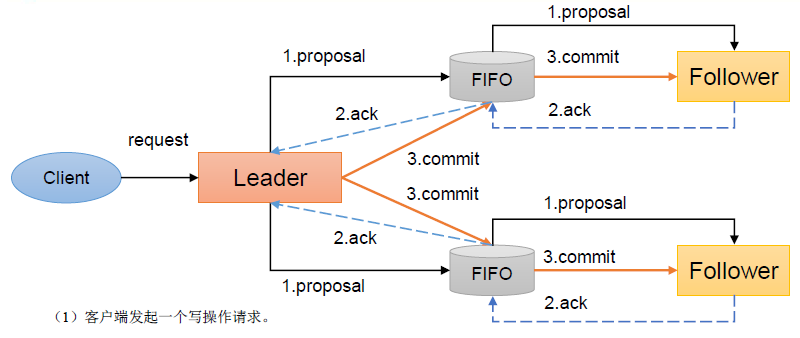 1.proposal
1.proposal
FIFO
3.commit
Follower
2.ack
2.ack
request
3.commit
Client
Leader
3.commit
1.proposal
2.ack
FIFO
3.commit
Follower
1.proposal
2.ack
（1）客户端发起一个写操作请求。